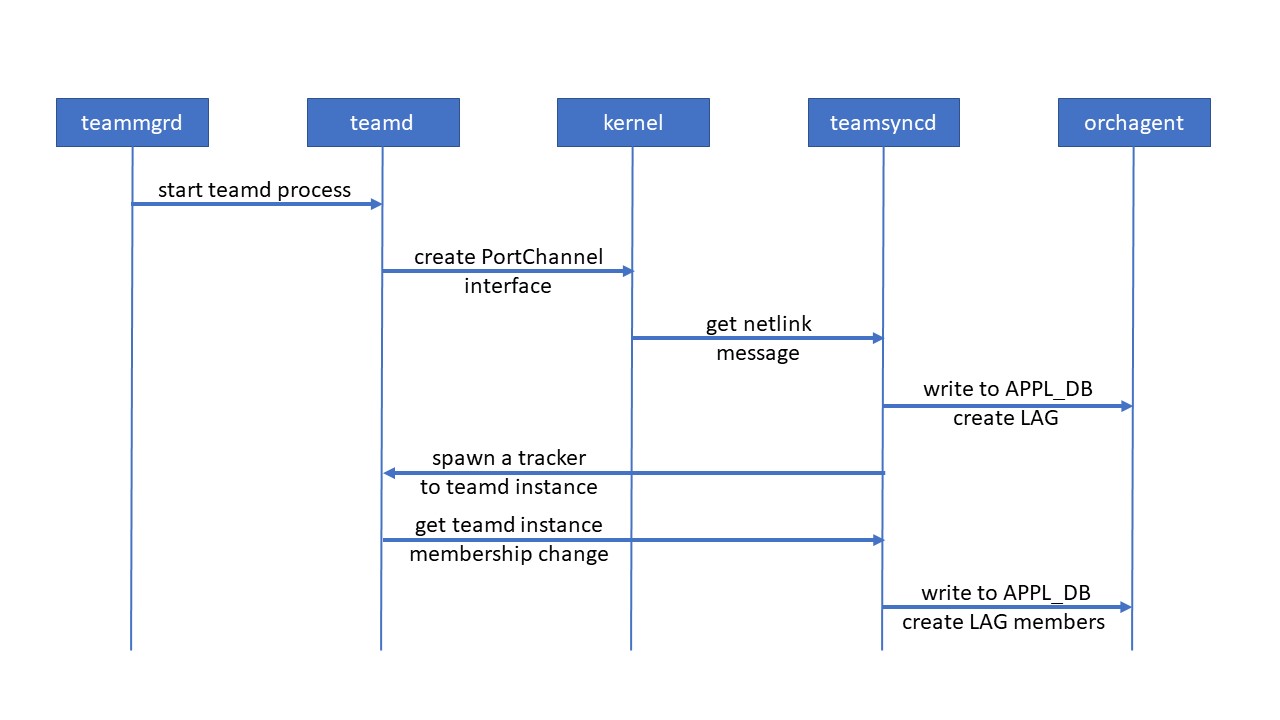 teammgrd
teamd
kernel
teamsyncd
orchagent
start teamd process
create PortChannel
interface
get netlink
message
write to APPL_DB
create LAG
spawn a tracker
to teamd instance
get teamd instance
membership change
write to APPL_DB
create LAG members